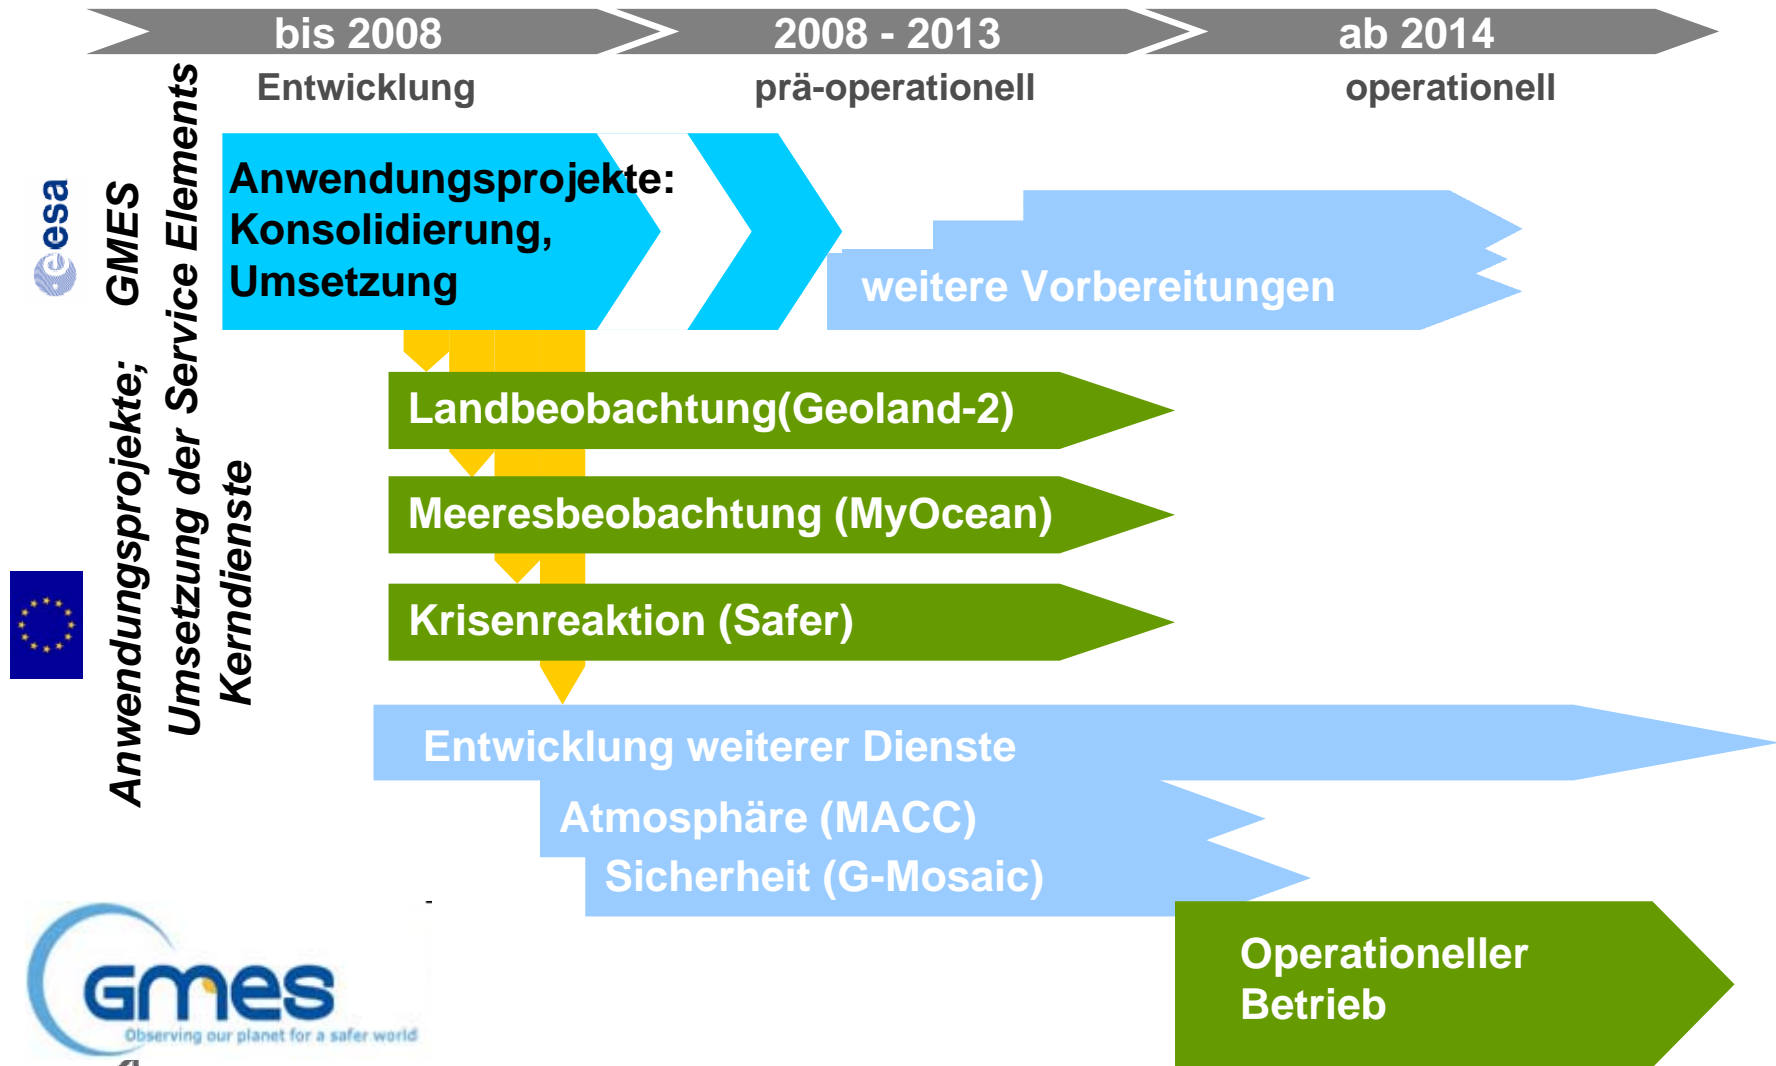 bis 2008
2008 - 2013
ab 2014
Entwicklung
prä-operationell
operationell
esa
GMES
Service Elements
Anwendungsprojekte:
Konsolidierung,
Umsetzung
weitere Vorbereitungen
Anwendungsprojekte;
Umsetzung der
Kerndienste
Landbeobachtung(Geoland-2)
Meeresbeobachtung (MyOcean)
Krisenreaktion (Safer)
Entwicklung weiterer Dienste
Atmosphäre (MACC)
Sicherheit (G-Mosaic)
Operationeller
Betrieb
Gmes
Observing our planet for a safer world